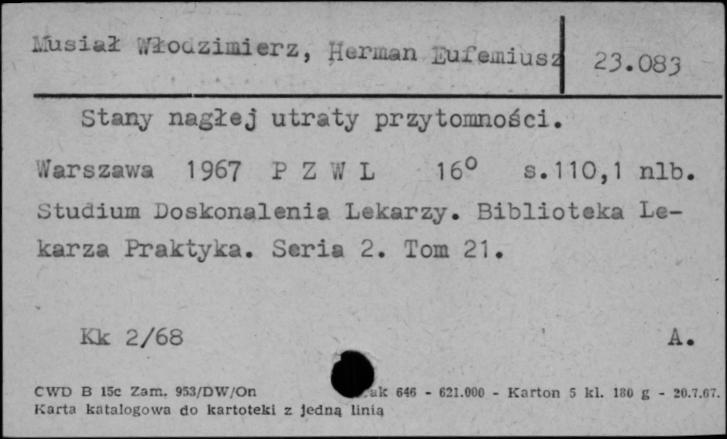 Musiał Włodzimierz, Herman Eufemiusz 23.083
Stany nagłej utraty przytomności.
Warszawa 1967 P Z W L 16° s.110,1 nlb.
Studium Doskonalenia Lekarzy. Biblioteka Le-
karza Praktyka. Seria 2. Tom 21.
Kk 2/68 A.
CWD B 15c Zam. 953/DW/On 646 - 621.000 - Karton 5 kl. 180 g - 20.7.67.
Karta katalogowa do kartoteki z jedną linią